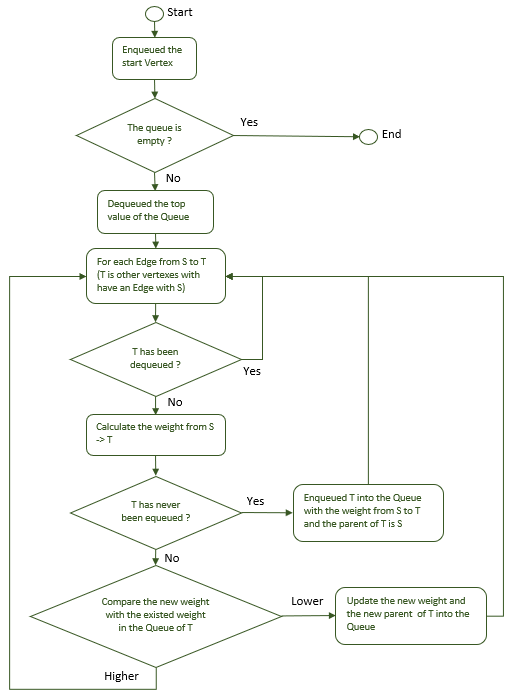 Start
Enqueued the
start Vertex
The queue is
empty ?
Yes
End
No
Dequeued the top
value of the Queue
For each Edge from S to T
(T is other vertexes with
have an Edge with S)
T has been
dequeued ?
Yes
No
Calculate the weight from S
-> T
T has never
been equeued ?
Yes
Enqueued T into the Queue
with the weight from S to T
and the parent of T is S
No
Compare the new weight
with the existed weight
in the Queue of T
Lower
Update the new weight and
the new parent of T into the
Queue
Higher